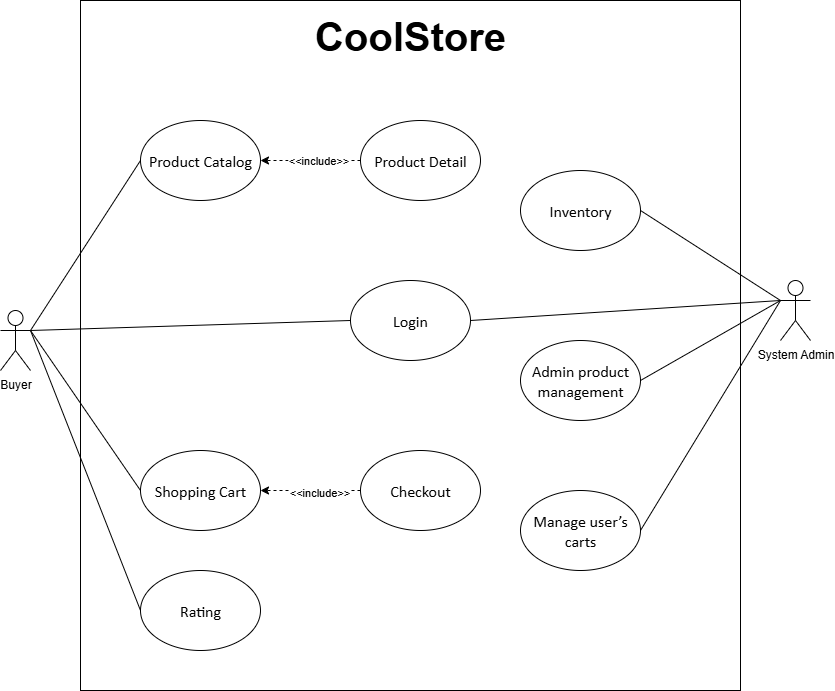 CoolStore
Product Catalog
<<include>>
Product Detail
Inventory
Login
Buyer
System Admin
Admin product
management
Shopping Cart
<<include>>
Checkout
Manage user’s
carts
Rating